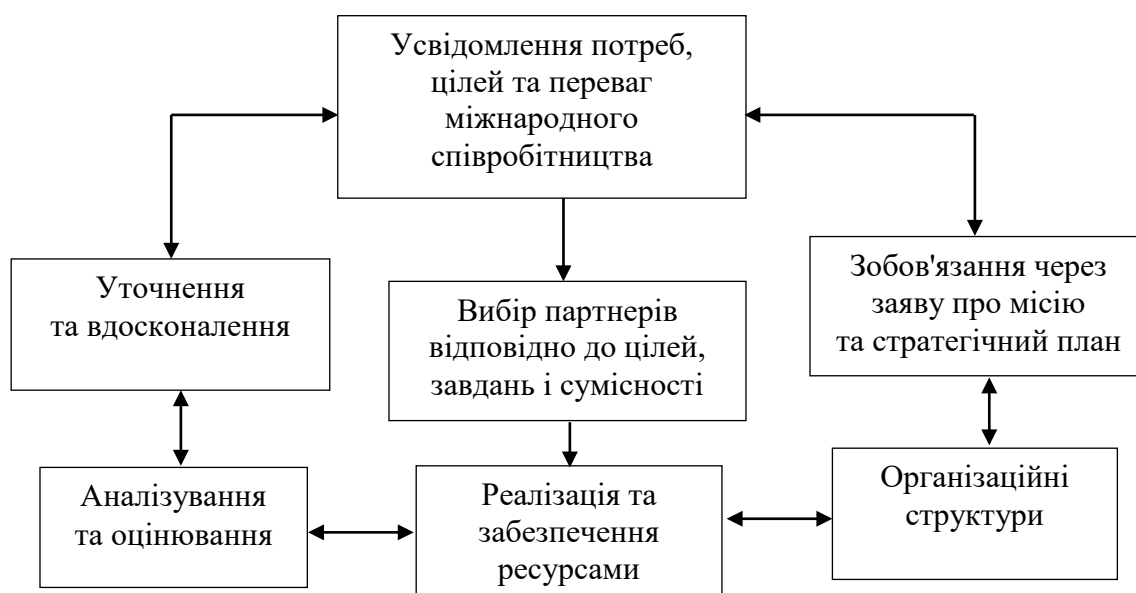 Усвідомлення потреб,
цілей та переваг
міжнародного
співробітництва
Уточнення
та вдосконалення
Вибір партнерів
відповідно до цілей,
завдань і сумісності
Зобов'язання через
заяву про місію
та стратегічний план
Аналізування
та оцінювання
Реалізація та
забезпечення
ресурсами
Організаційні
структури